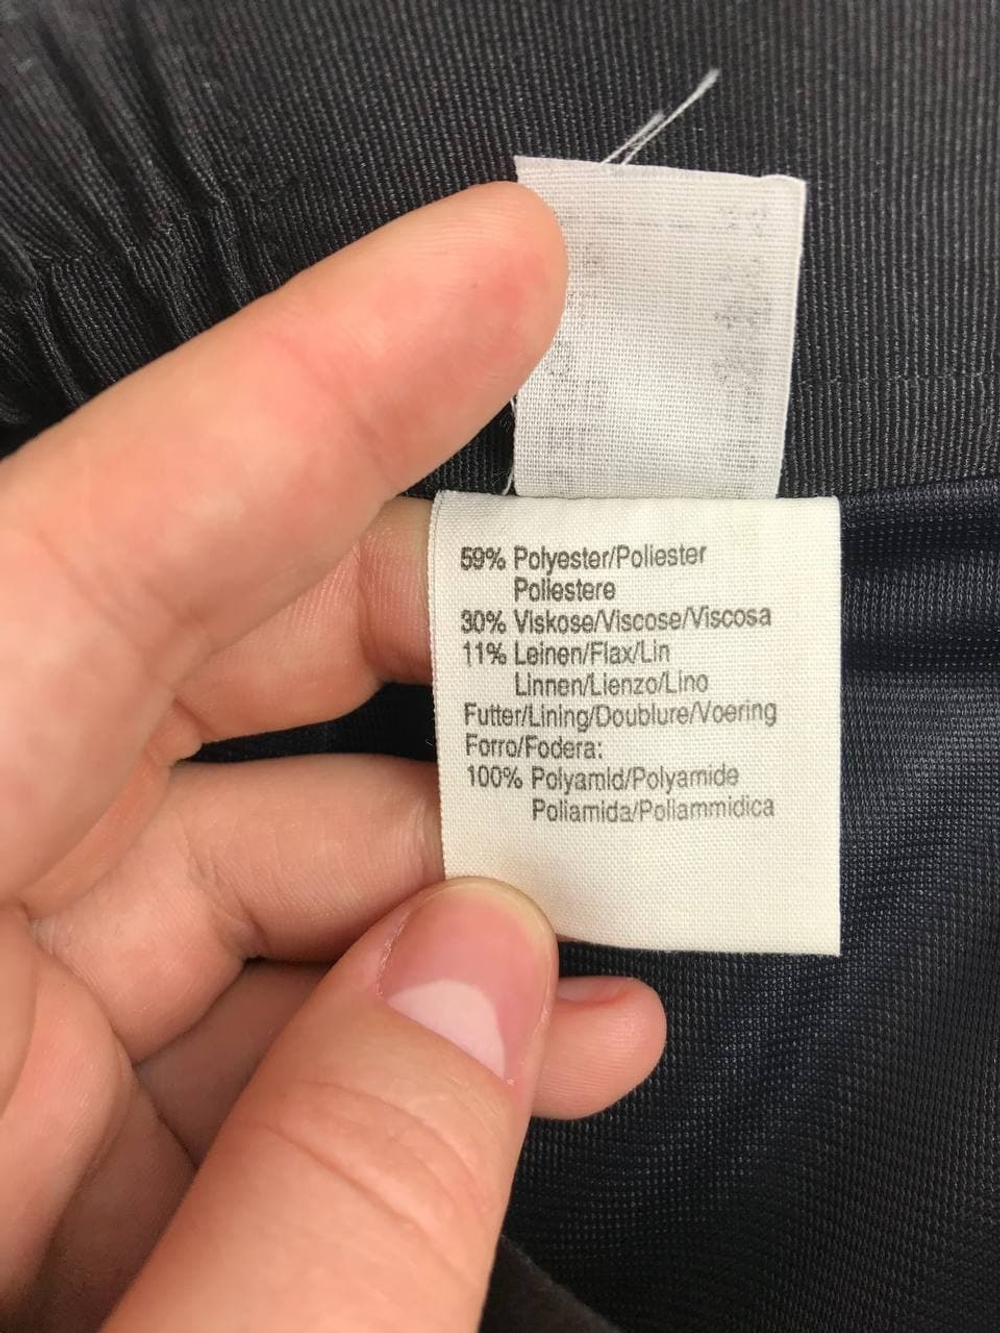 59% Polyester/Poliester
Poliestere
30% Viskose/Viscose/Viscosa
11% Leinen/Flax/Lin
Linnen/Lienzo/Lino
Futter/Lining/Doublure/Voering
Forro/Fodera:
100% Polyamid/Polyamide
Poliamida/Poliammidica